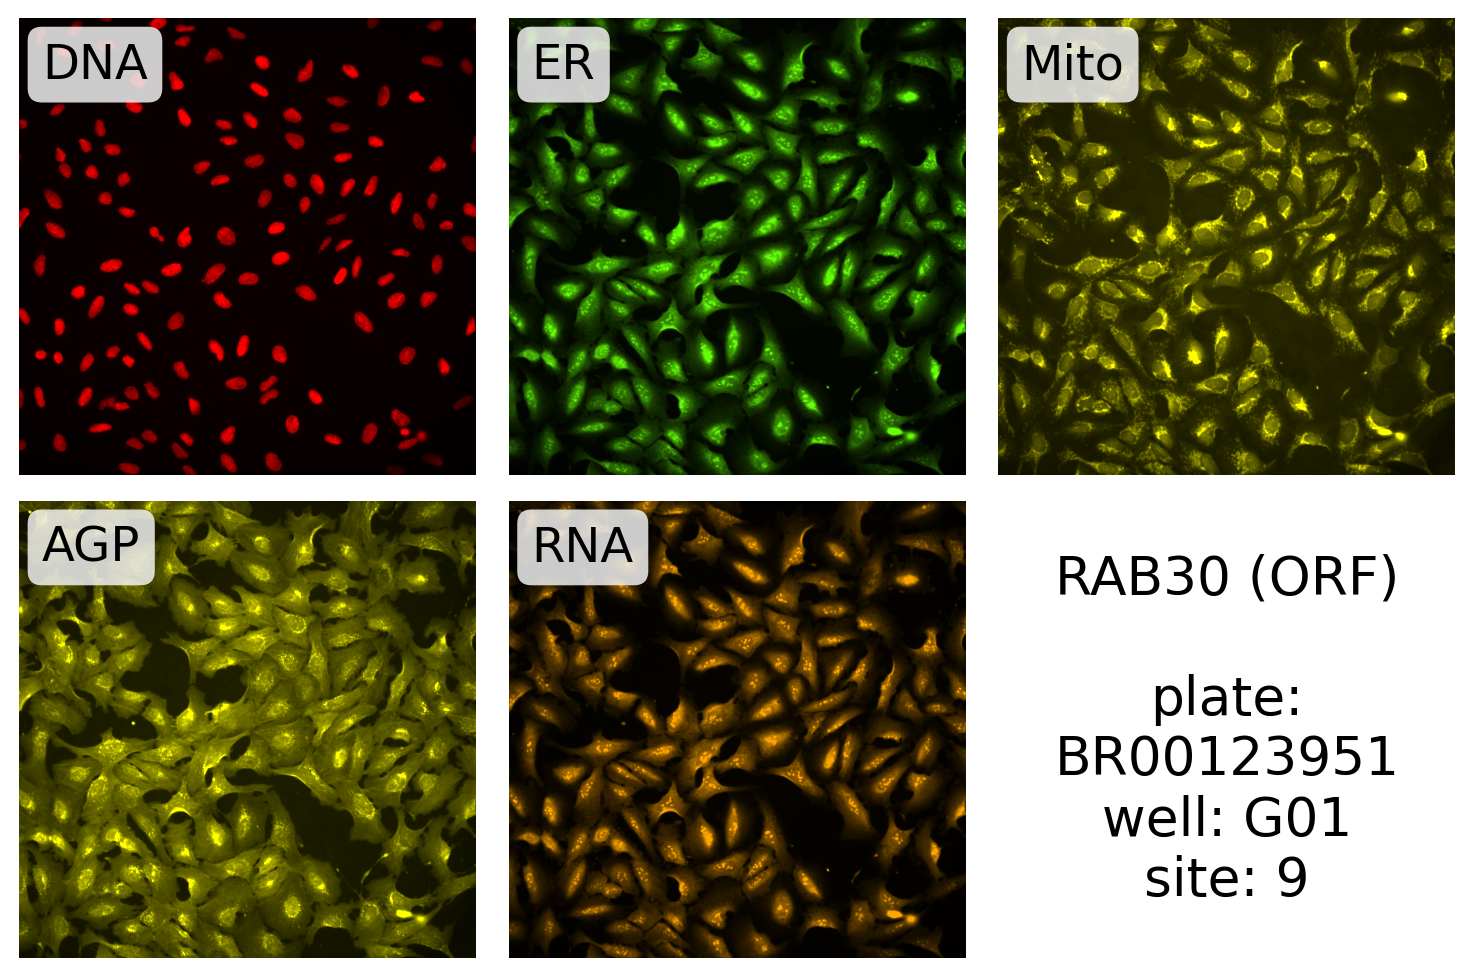 DNA
ER
Mito
AGP
RNA
RAB30 (ORF)
plate:
BR00123951
well: G01
site: 9